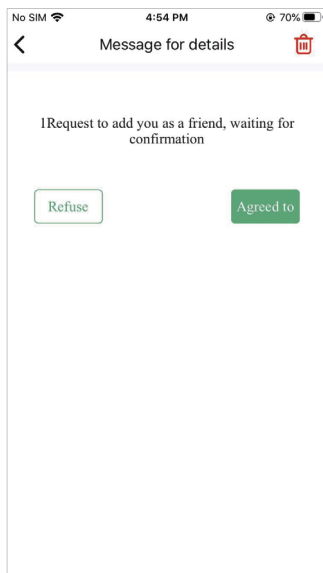 No SIM 4:54 PM 70%
Message for details
1Request to add you as a friend, waiting for
confirmation
Refuse Agreed to